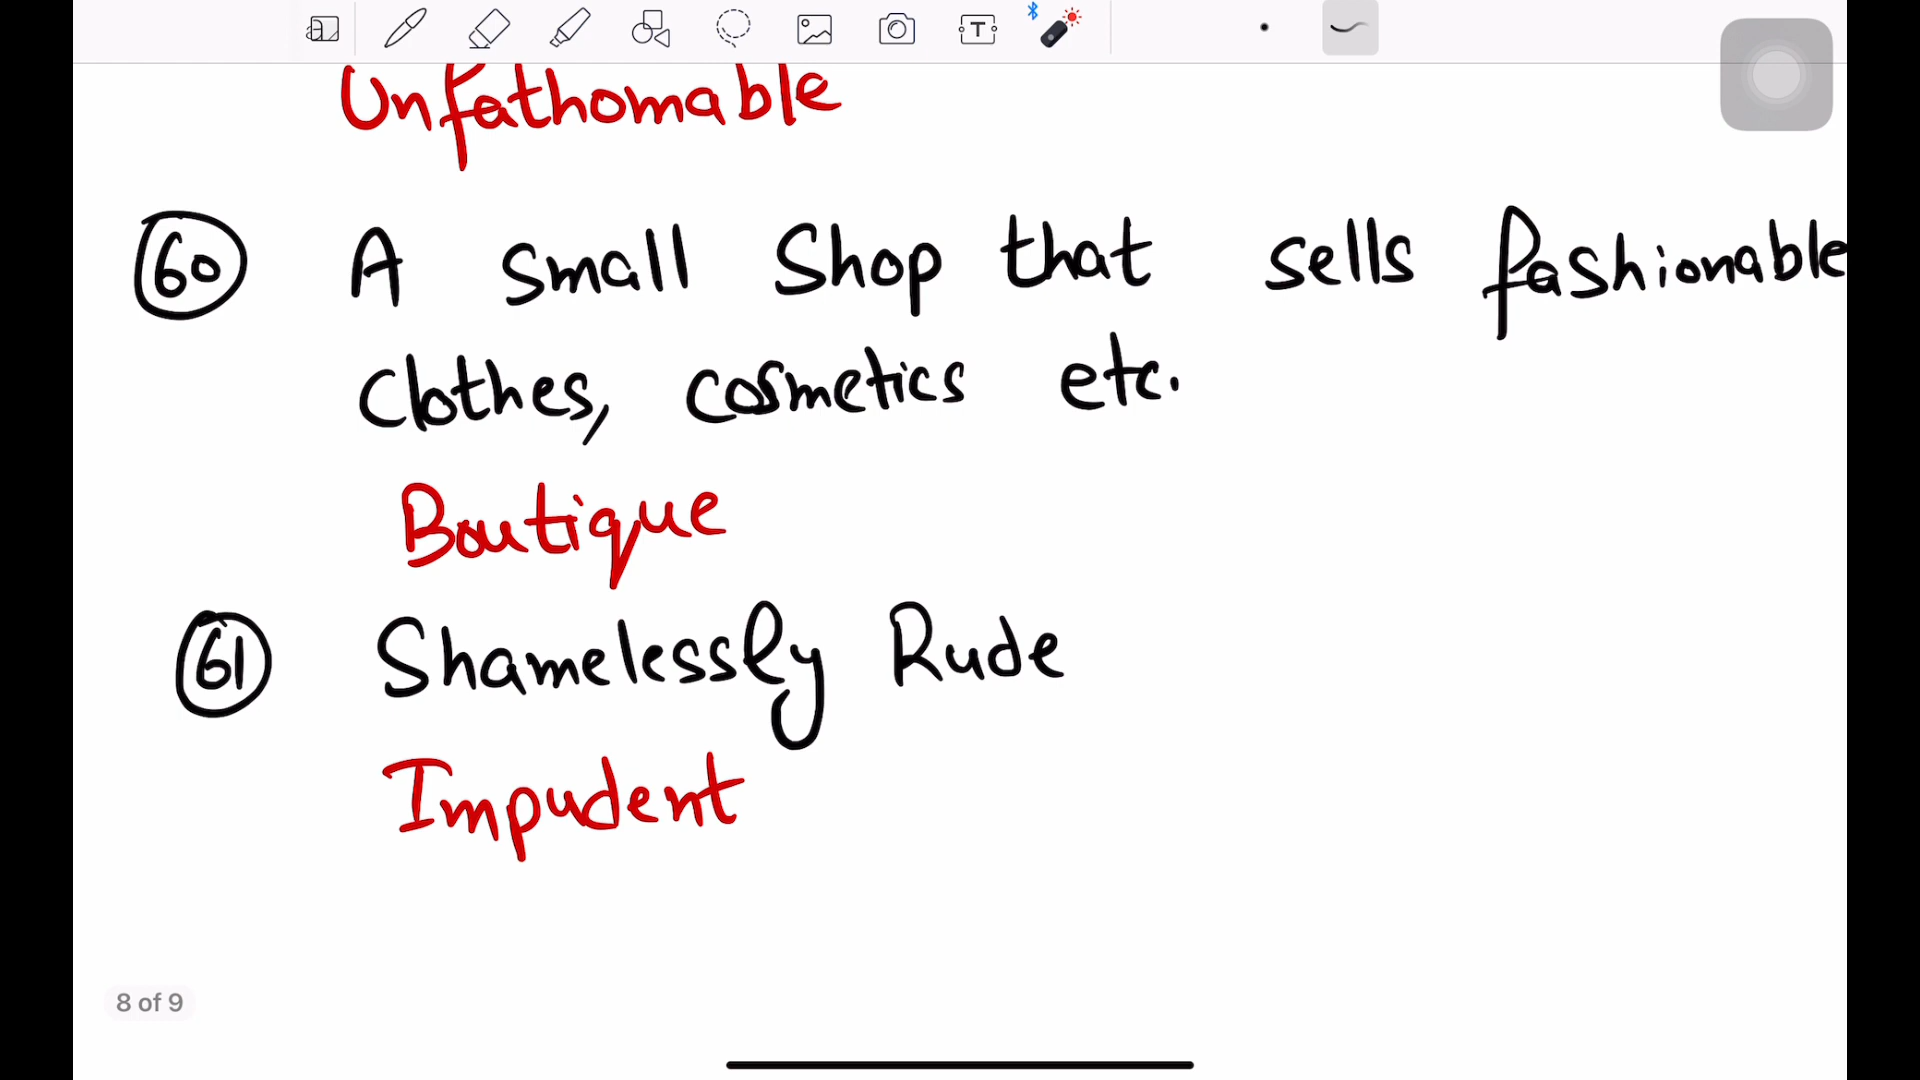 Unfathomable
60 A small Shop that sells fashionable
Clothes, cosmetics etc.
Boutique
61 Shamelessly Rude
Impudent
8 of 9